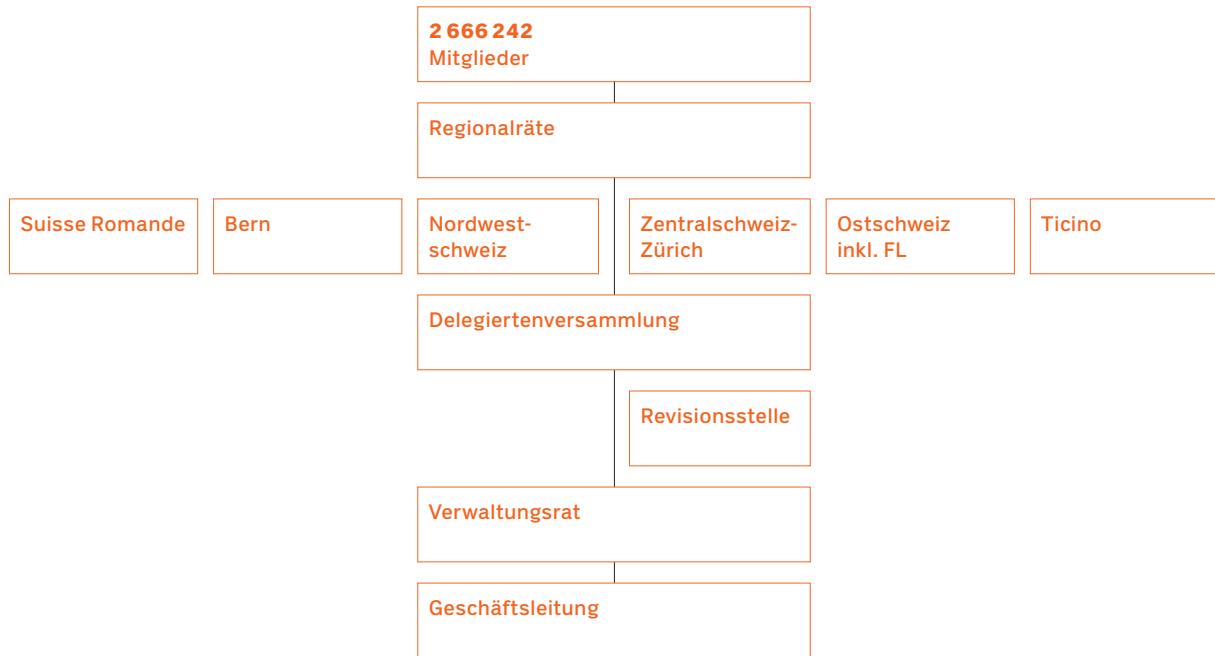 2 666 242
Mitglieder
Regionalräte
Suisse Romande
Bern
Nordwest-
schweiz
Zentralschweiz-
Zürich
Ostschweiz
inkl. FL
Ticino
Delegiertenversammlung
Revisionsstelle
Verwaltungsrat
Geschäftsleitung